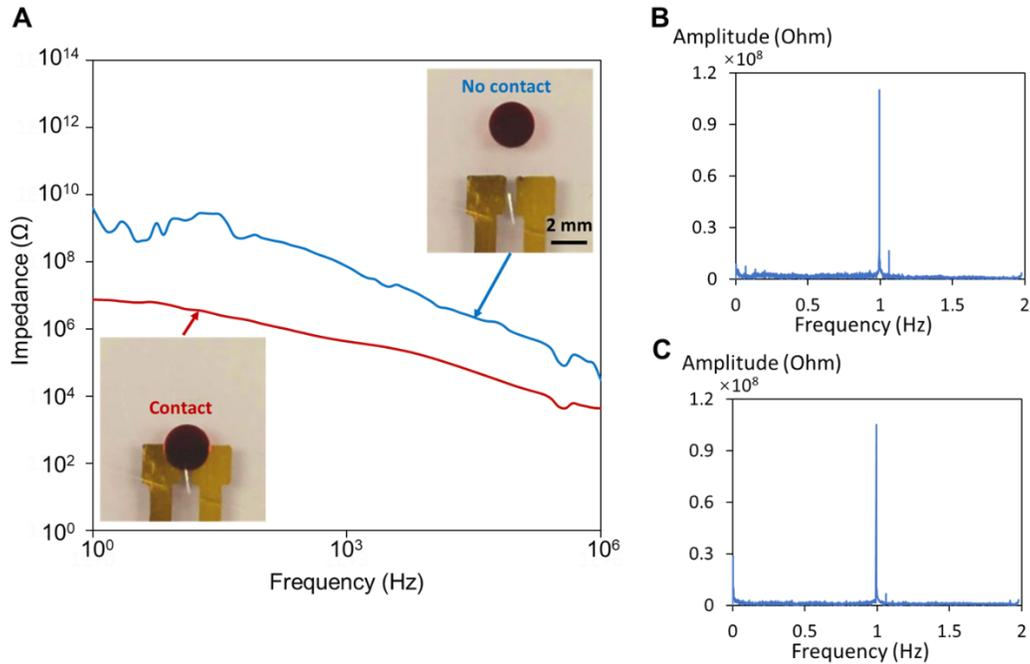 A
Impedance (Ω)
10¹⁴
10¹²
10¹⁰
10⁸
10⁶
10⁴
10²
10⁰
No contact
2 mm
Contact
10⁰
10³
10⁶
Frequency (Hz)
B
Amplitude (Ohm)
×10⁸
1.2
0.9
0.6
0.3
0
0
0.5
1
1.5
2
Frequency (Hz)
C
Amplitude (Ohm)
×10⁸
1.2
0.9
0.6
0.3
0
0
0.5
1
1.5
2
Frequency (Hz)